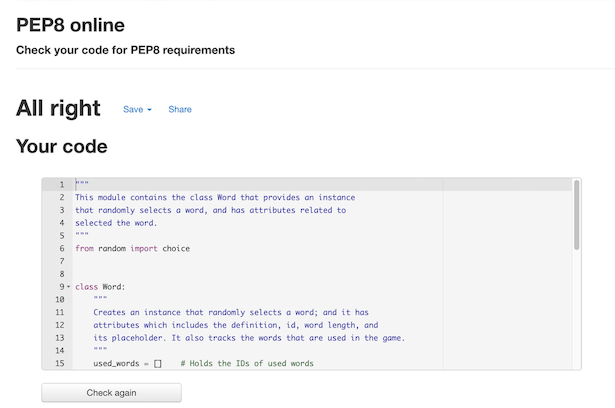 PEP8 online
Check your code for PEP8 requirements
All right Save Share
Your code
1 """
2 This module contains the class Word that provides an instance
3 that randomly selects a word, and has attributes related to
4 selected the word.
5 """
6 from random import choice
7
8
9 class Word:
10 """
11 Creates an instance that randomly selects a word; and it has
12 attributes which includes the definition, id, word length, and
13 its placeholder. It also tracks the words that are used in the game.
14 """
15 used_words = [] # Holds the IDs of used words
Check again